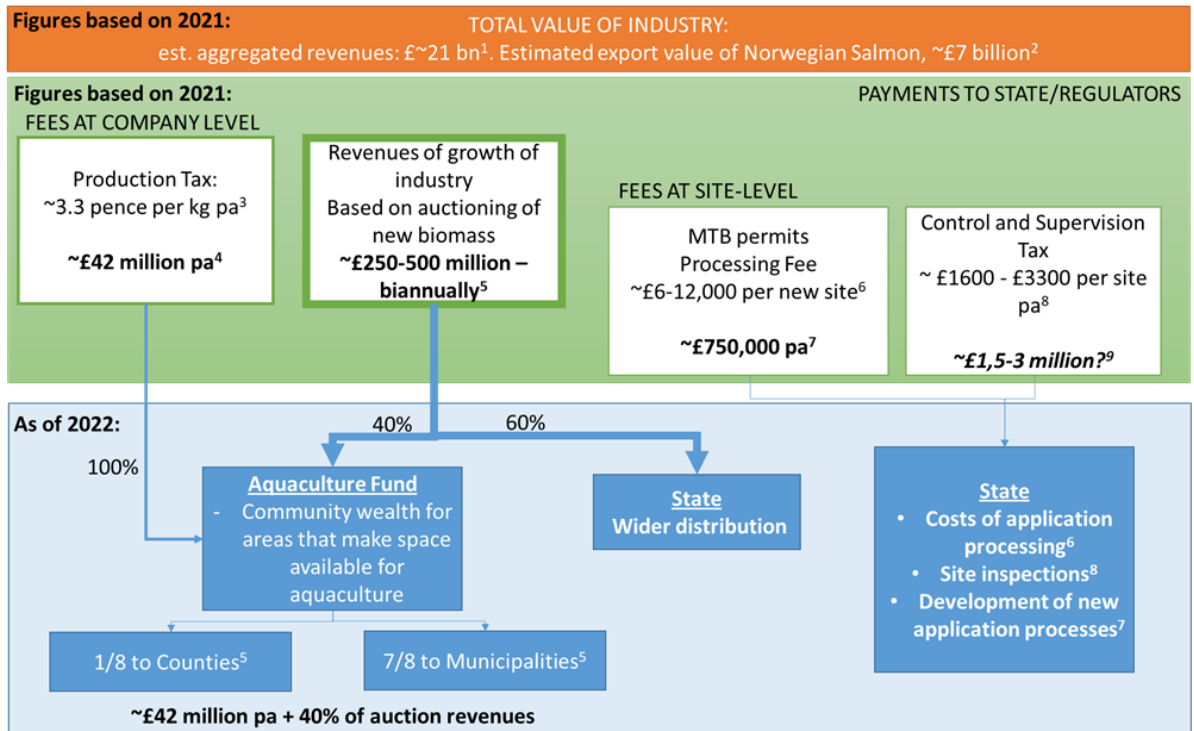 Figures based on 2021:
TOTAL VALUE OF INDUSTRY:
est. aggregated revenues: £~21 bn¹. Estimated export value of Norwegian Salmon, ~£7 billion²
Figures based on 2021:
PAYMENTS TO STATE/REGULATORS
FEES AT COMPANY LEVEL
Production Tax:
~3.3 pence per kg pa³
~£42 million pa⁴
Revenues of growth of
industry
Based on auctioning of
new biomass
~£250-500 million –
biannually⁵
FEES AT SITE-LEVEL
MTB permits
Processing Fee
~£6-12,000 per new site⁶
~£750,000 pa⁷
Control and Supervision
Tax
~ £1600 - £3300 per site
pa⁸
~£1,5-3 million?⁹
As of 2022:
40%
60%
100%
Aquaculture Fund
- Community wealth for
areas that make space
available for
aquaculture
State
Wider distribution
State
• Costs of application
processing⁶
• Site inspections⁸
• Development of new
application processes⁷
1/8 to Counties⁵
7/8 to Municipalities⁵
~£42 million pa + 40% of auction revenues